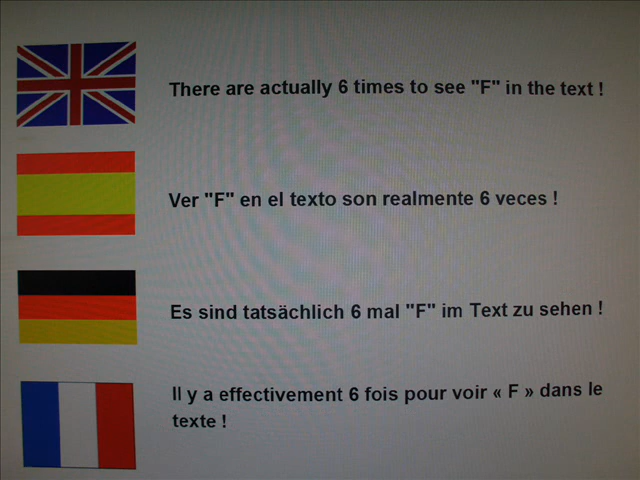 There are actually 6 times to see "F" in the text !
Ver "F" en el texto son realmente 6 veces !
Es sind tatsächlich 6 mal "F" im Text zu sehen !
Il y a effectivement 6 fois pour voir « F » dans le
texte !